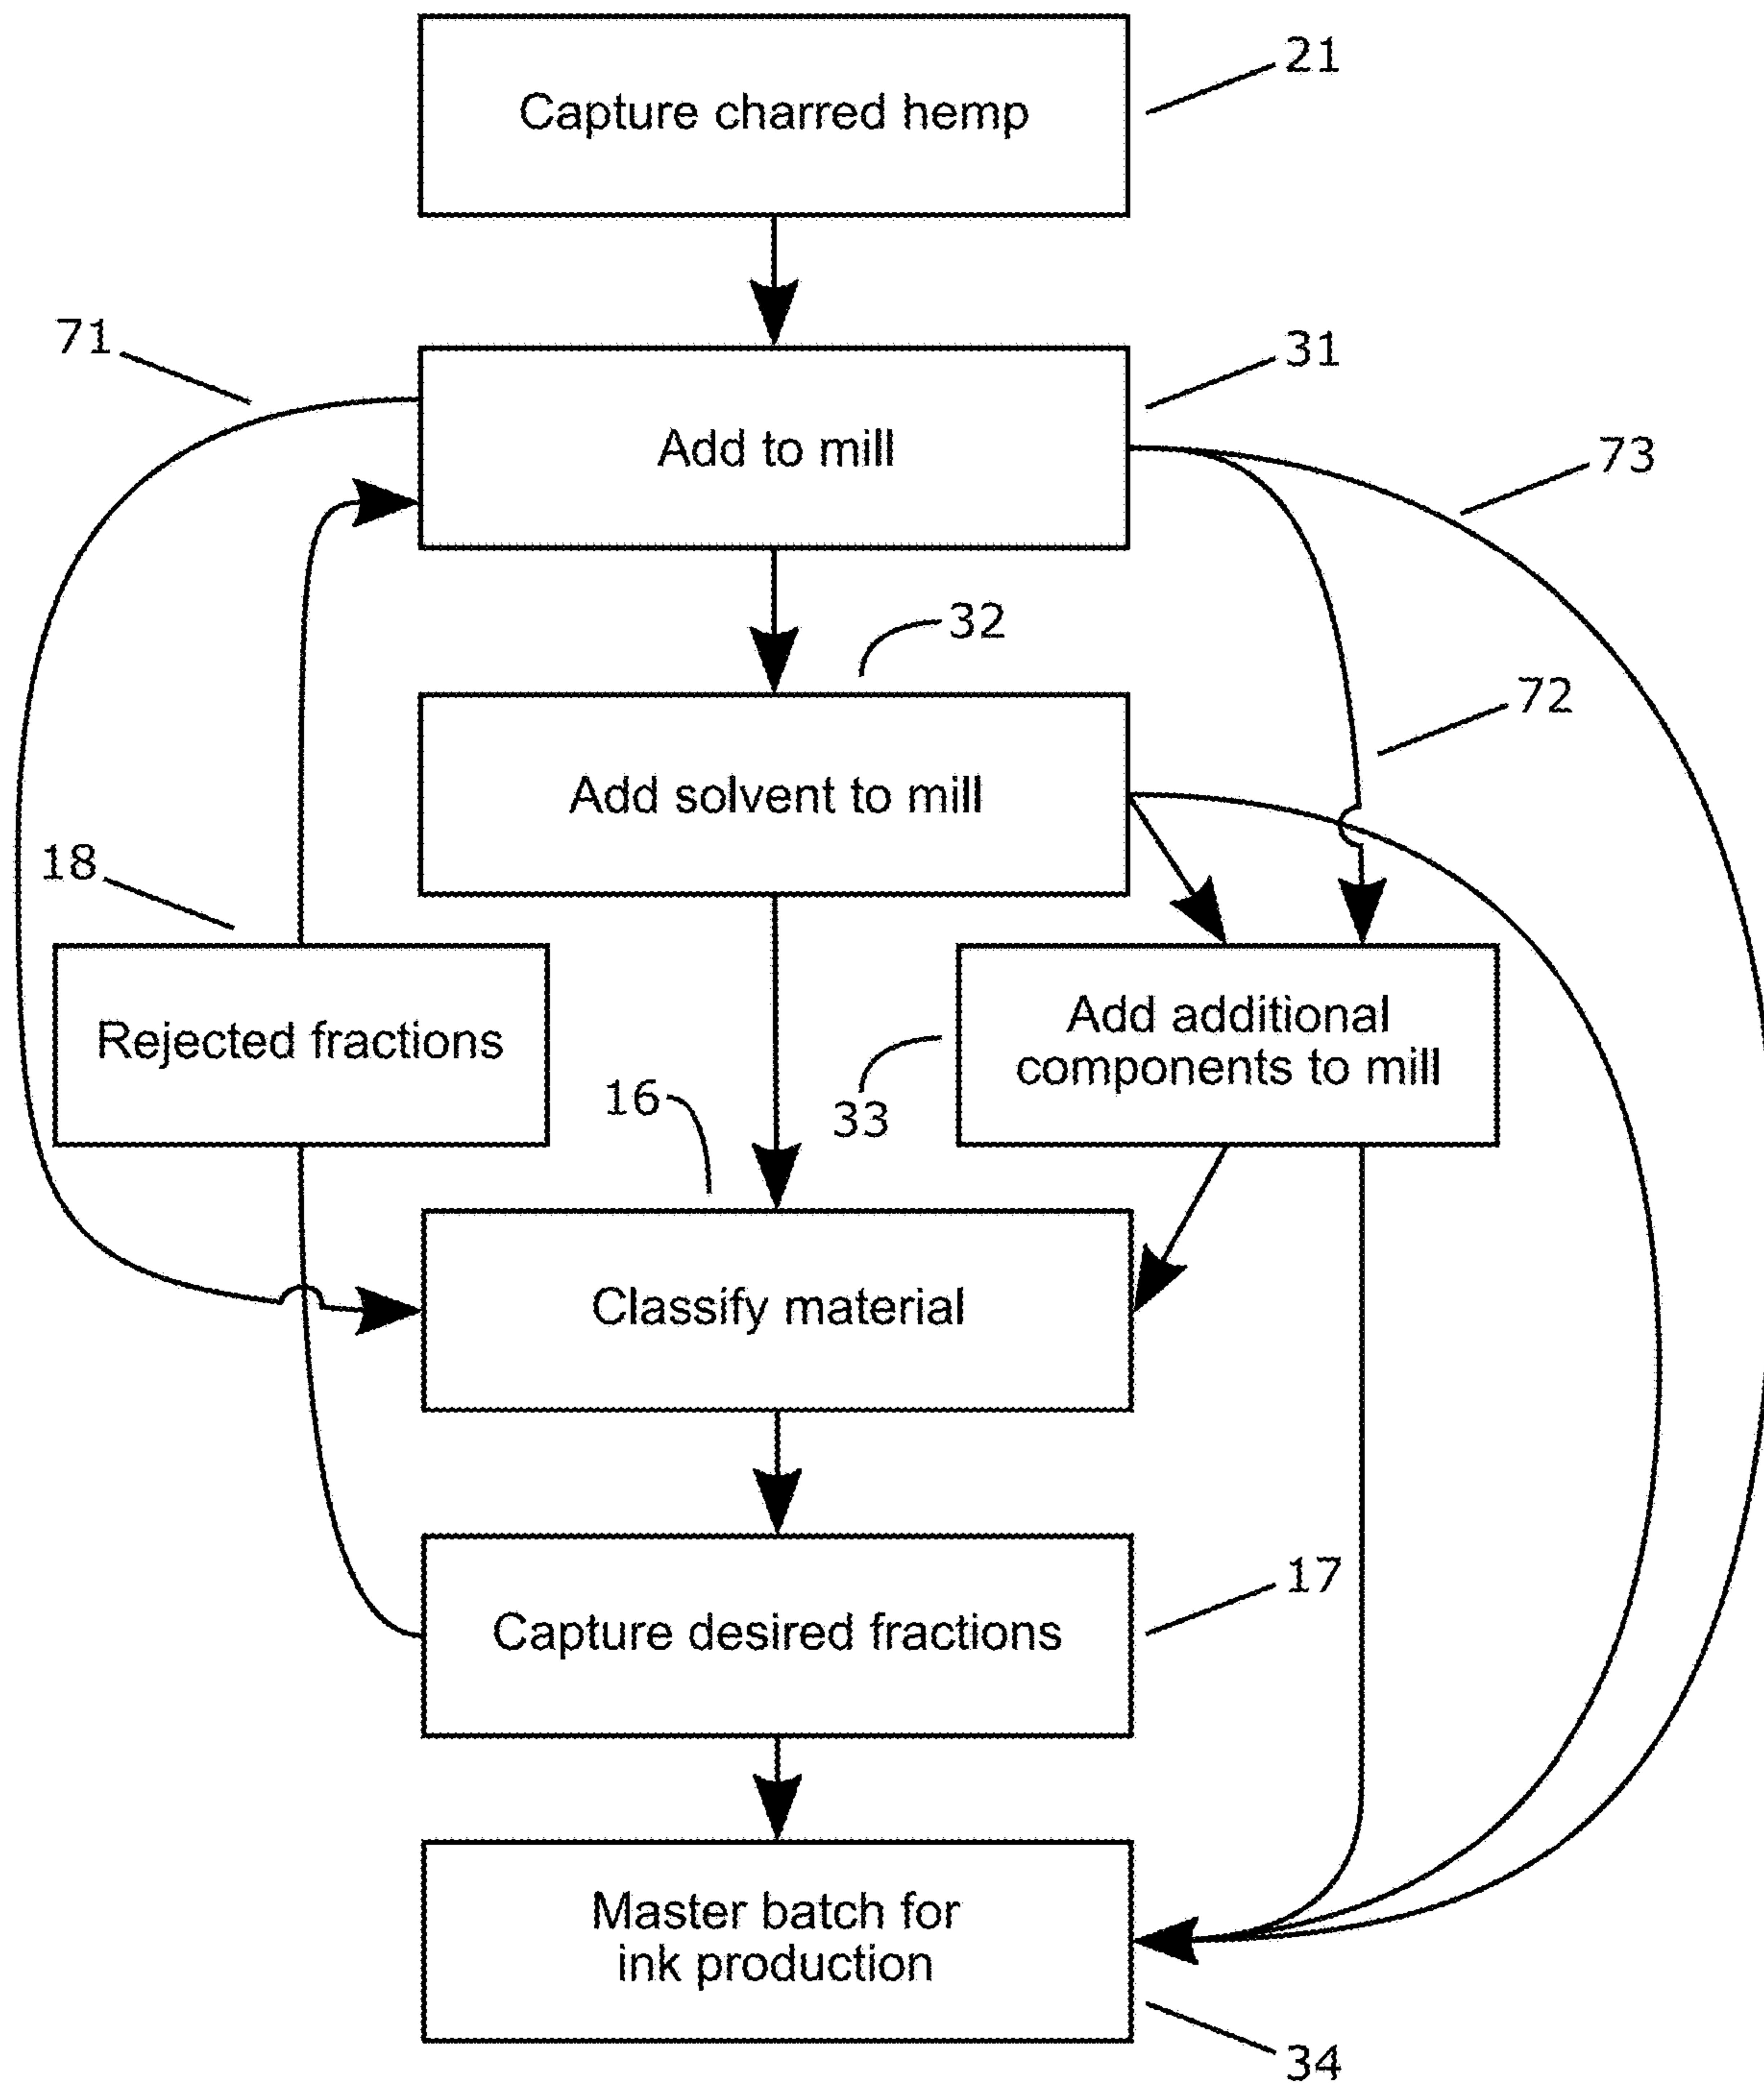 Capture charred hemp
21
71
Add to mill
31
73
32
72
Add solvent to mill
18
Rejected fractions
Add additional
components to mill
33
16
Classify material
Capture desired fractions
17
Master batch for
ink production
34